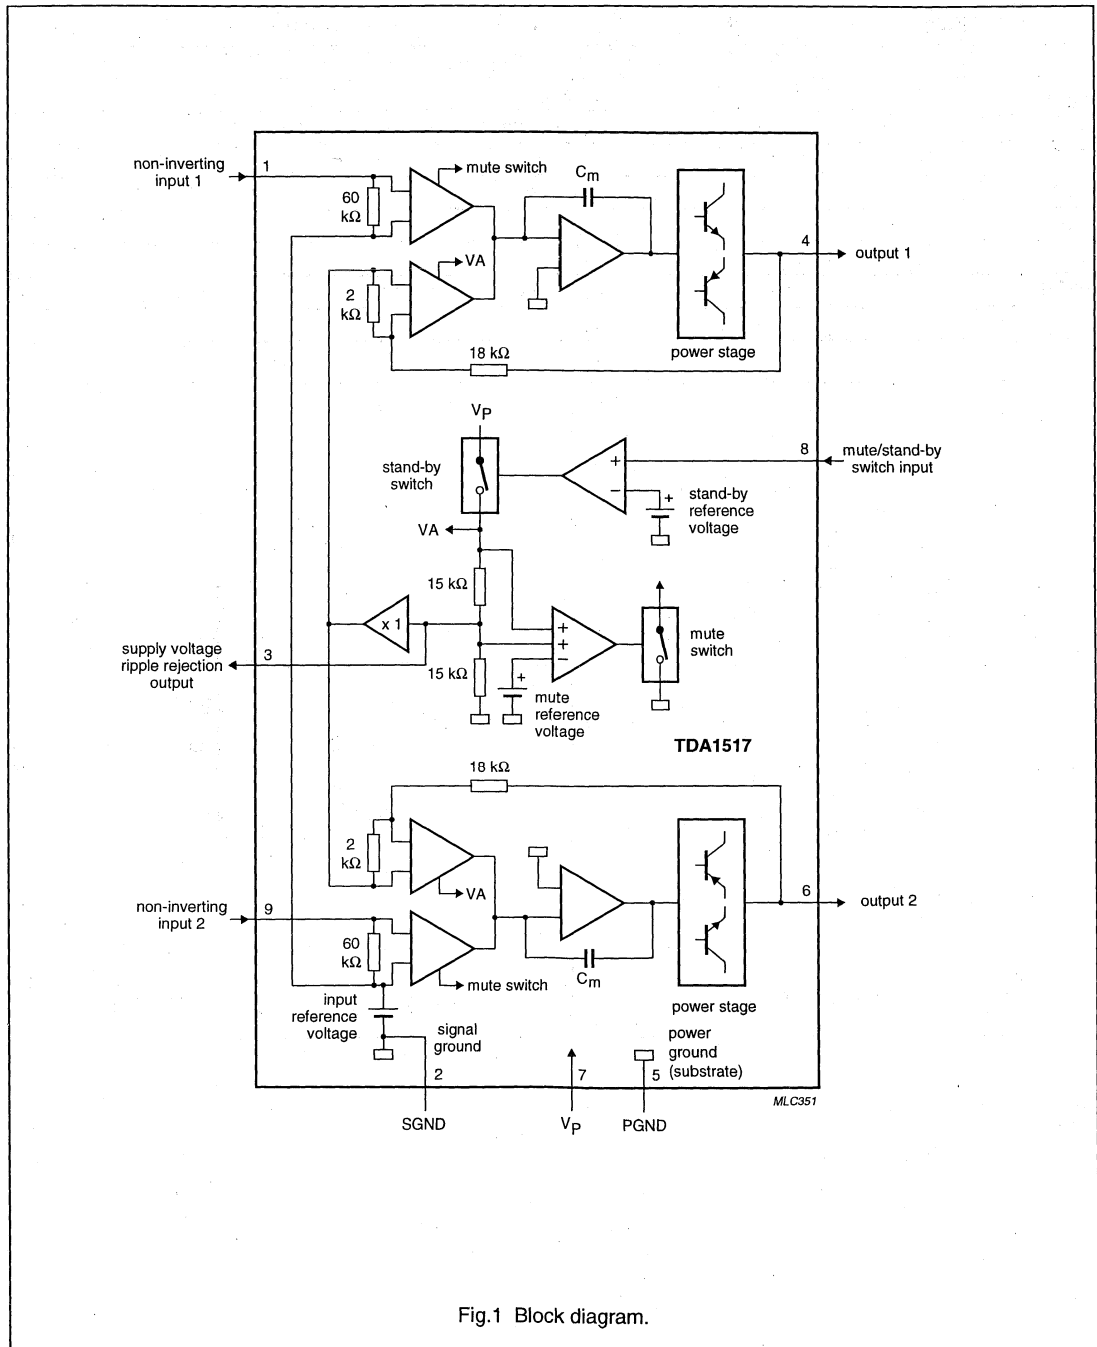 non-inverting
input 1
1
mute switch
60
kΩ
Cm
VA
2
kΩ
4
output 1
18 kΩ
power stage
VP
stand-by
switch
8
mute/stand-by
switch input
+
−
+
stand-by
reference
voltage
VA
15 kΩ
x 1
+
+
−
mute
switch
supply voltage
ripple rejection
output
3
15 kΩ
+
mute
reference
voltage
TDA1517
18 kΩ
2
kΩ
VA
non-inverting
input 2
9
6
output 2
60
kΩ
Cm
mute switch
power stage
input
reference
voltage
signal
ground
power
ground
(substrate)
2
7
5
MLC351
SGND
VP
PGND
Fig.1 Block diagram.